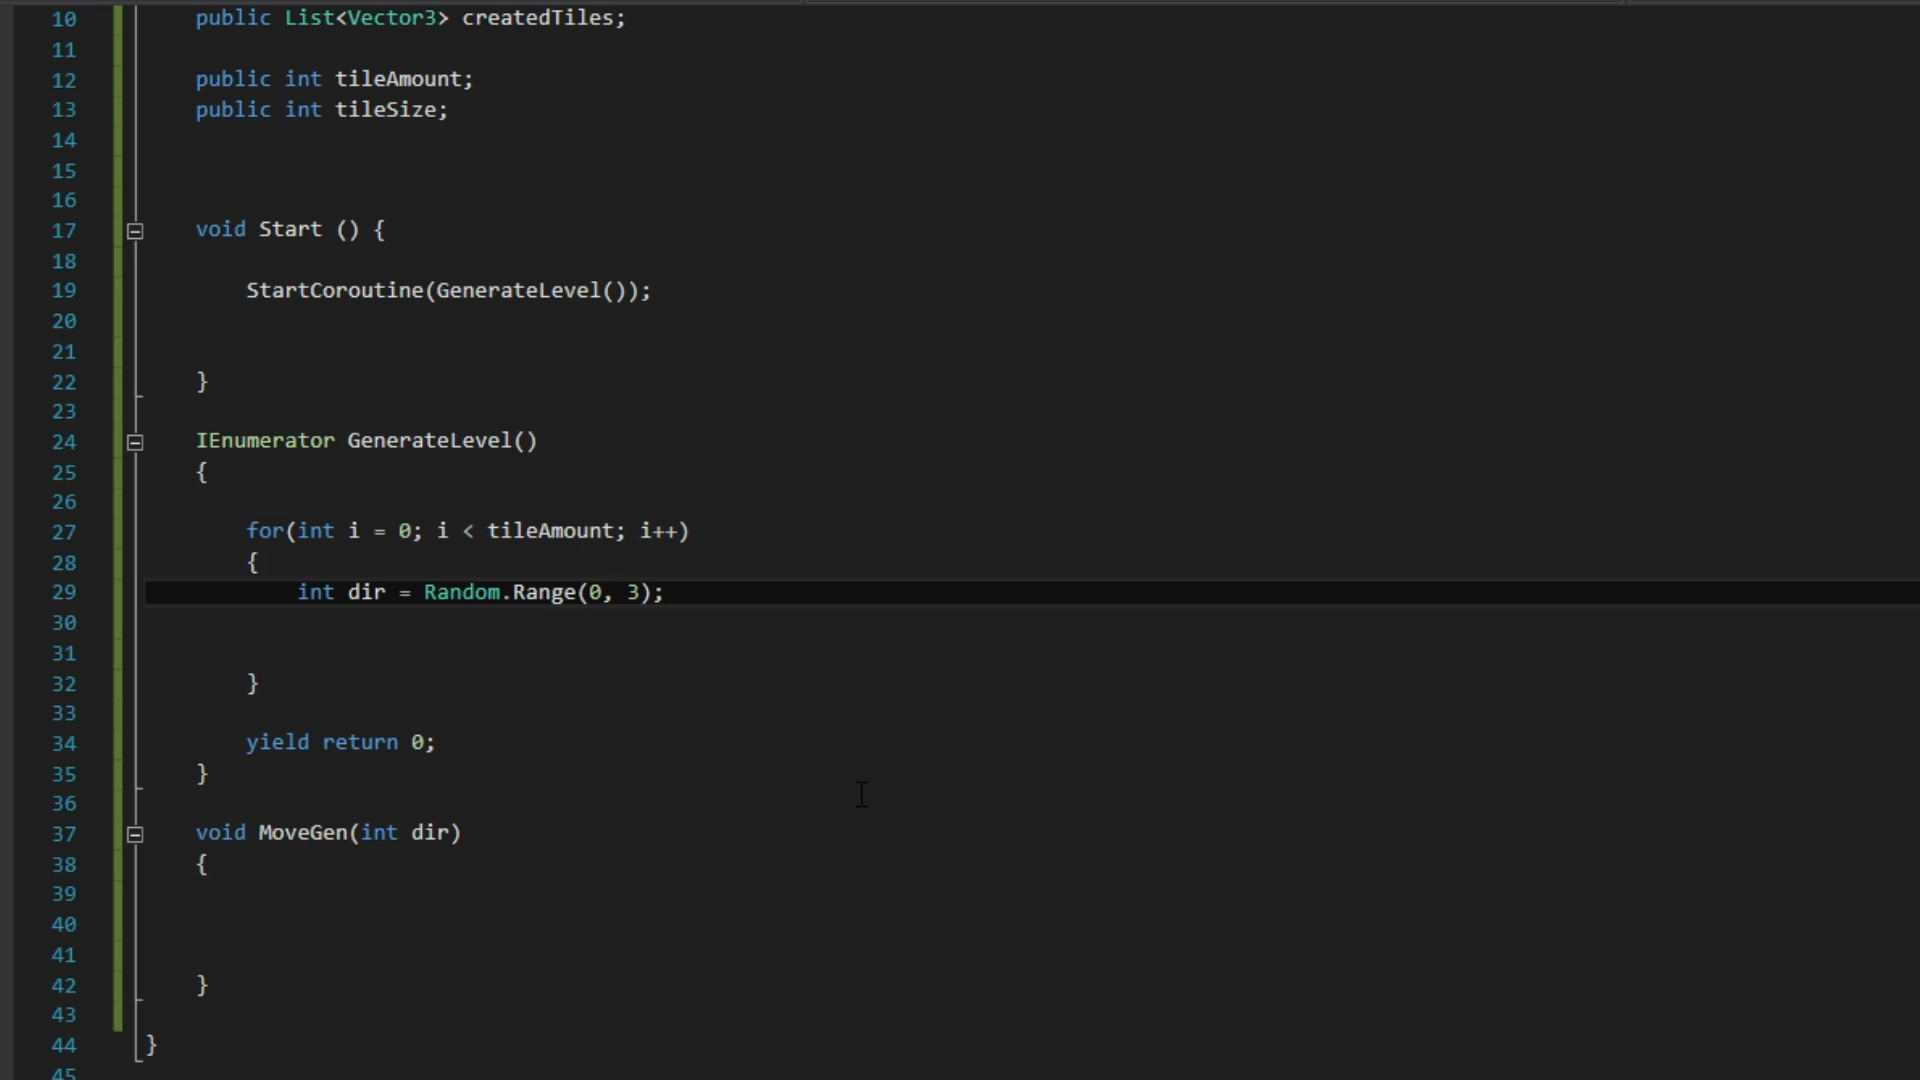 10 public List<Vector3> createdTiles;
11
12 public int tileAmount;
13 public int tileSize;
14
15
16
17 void Start () {
18
19 StartCoroutine(GenerateLevel());
20
21
22 }
23
24 IEnumerator GenerateLevel()
25 {
26
27 for(int i = 0; i < tileAmount; i++)
28 {
29 int dir = Random.Range(0, 3);
30
31
32 }
33
34 yield return 0;
35 }
36
37 void MoveGen(int dir)
38 {
39
40
41
42 }
43
44 }
45